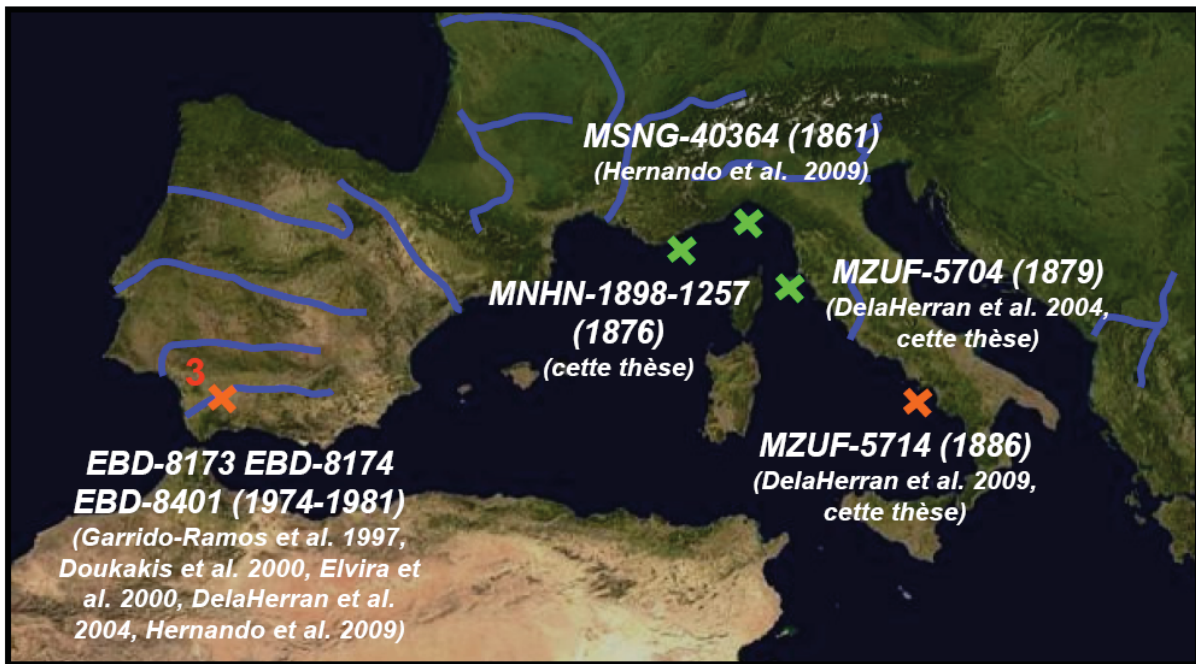 MSNG-40364 (1861)
(Hernando et al. 2009)
MNHN-1898-1257
(1876)
(cette thèse)
MZUF-5704 (1879)
(DelaHerran et al. 2004,
cette thèse)
3
EBD-8173 EBD-8174
EBD-8401 (1974-1981)
(Garrido-Ramos et al. 1997,
Doukakis et al. 2000, Elvira et
al. 2000, DelaHerran et al.
2004, Hernando et al. 2009)
MZUF-5714 (1886)
(DelaHerran et al. 2009,
cette thèse)